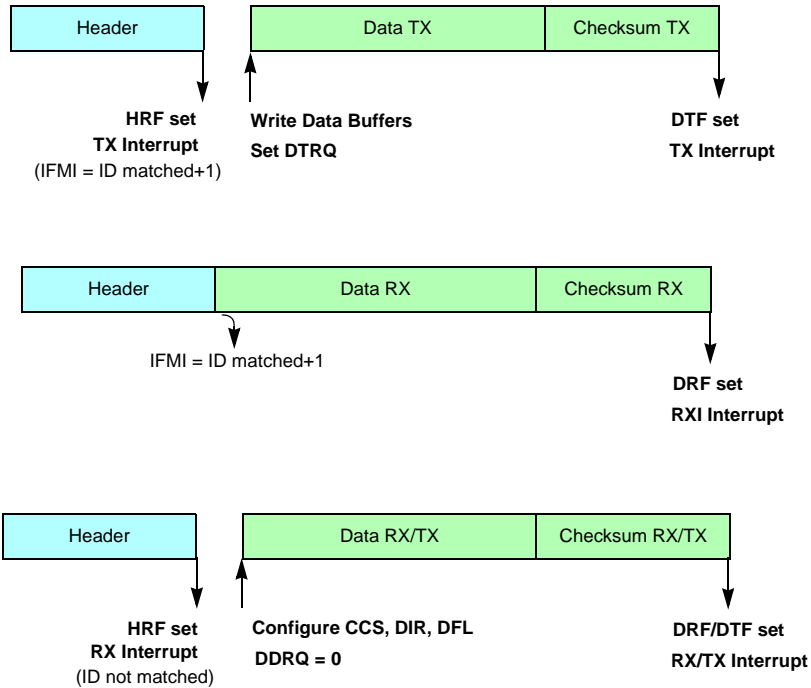 Header
Data TX
Checksum TX
HRF set
TX Interrupt
(IFMI = ID matched+1)
Write Data Buffers
Set DTRQ
DTF set
TX Interrupt
Header
Data RX
Checksum RX
IFMI = ID matched+1
DRF set
RXI Interrupt
Header
Data RX/TX
Checksum RX/TX
HRF set
RX Interrupt
(ID not matched)
Configure CCS, DIR, DFL
DDRQ = 0
DRF/DTF set
RX/TX Interrupt